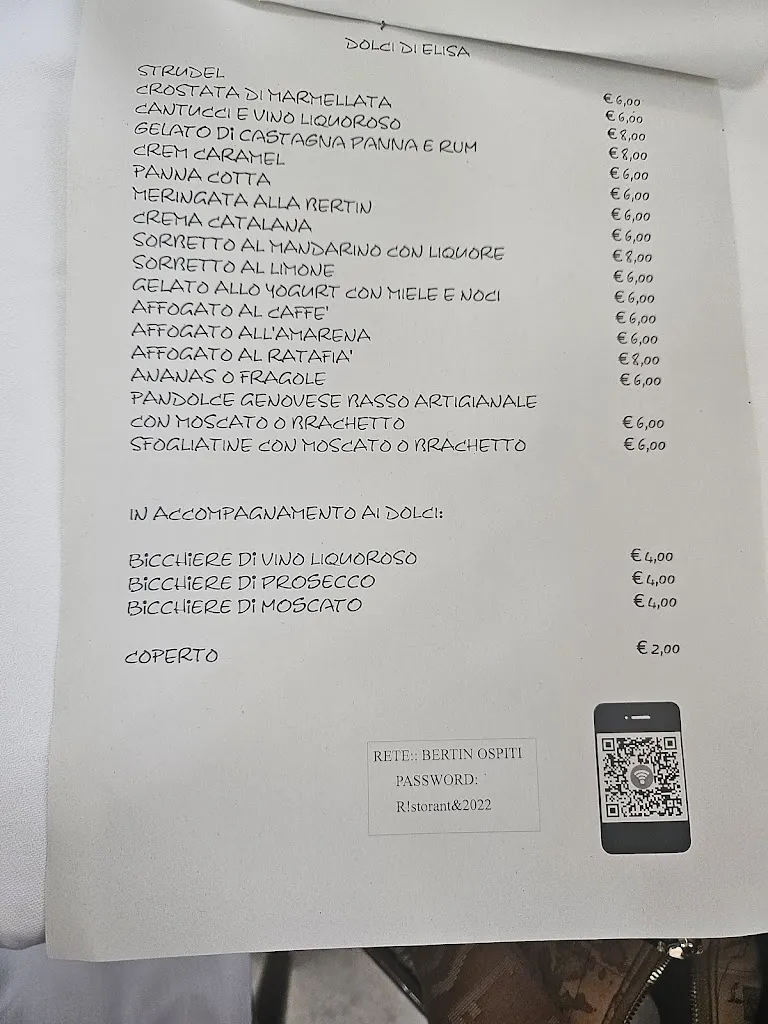 DOLCI DI ELISA
STRUDEL € 6,00
CROSTATA DI MARMELLATA € 6,00
CANTUCCI E VINO LIQUOROSO € 8,00
GELATO DI CASTAGNA PANNA E RUM € 8,00
CREM CARAMEL € 6,00
PANNA COTTA € 6,00
MERINGATA ALLA BERTIN € 6,00
CREMA CATALANA € 6,00
SORBETTO AL MANDARINO CON LIQUORE € 8,00
SORBETTO AL LIMONE € 6,00
GELATO ALLO YOGURT CON MIELE E NOCI € 6,00
AFFOGATO AL CAFFE' € 6,00
AFFOGATO ALL'AMARENA € 6,00
AFFOGATO AL RATAFIA' € 8,00
ANANAS O FRAGOLE € 6,00
PANDOLCE GENOVESE BASSO ARTIGIANALE
CON MOSCATO O BRACHETTO € 6,00
SFOGLIATINE CON MOSCATO O BRACHETTO € 6,00
IN ACCOMPAGNAMENTO AI DOLCI:
BICCHIERE DI VINO LIQUOROSO € 4,00
BICCHIERE DI PROSECCO € 4,00
BICCHIERE DI MOSCATO € 4,00
COPERTO € 2,00
RETE:: BERTIN OSPITI
PASSWORD:
R!storant&2022